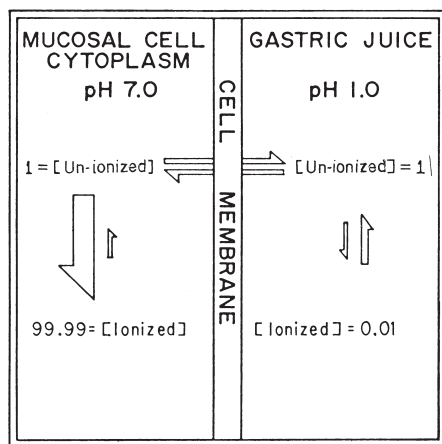 MUCOSAL CELL
CYTOPLASM
pH 7.0
1 = [Un-ionized]
99.99 = [Ionized]
CELL MEMBRANE
GASTRIC JUICE
pH 1.0
[Un-ionized] = 1
[Ionized] = 0.01